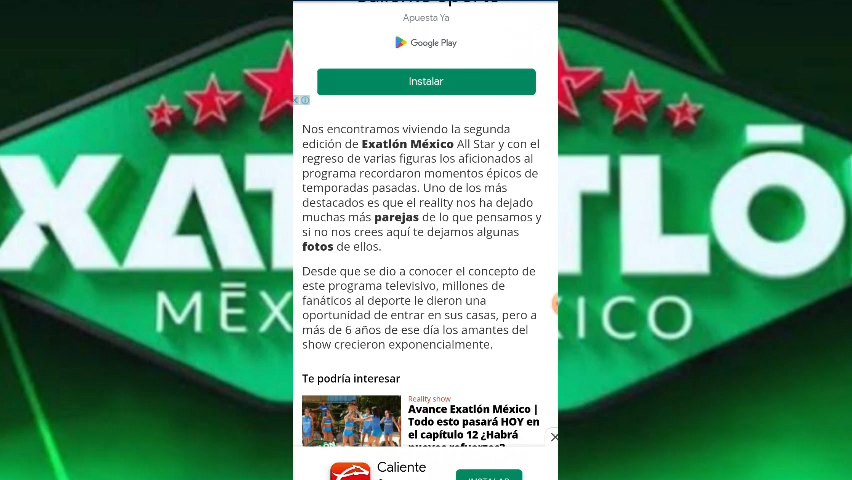 Apuesta Ya
Google Play
Instalar
Nos encontramos viviendo la segunda
edición de Exatlón México All Star y con el
regreso de varias figuras los aficionados al
programa recordaron momentos épicos de
temporadas pasadas. Uno de los más
destacados es que el reality nos ha dejado
muchas más parejas de lo que pensamos y
si no nos crees aquí te dejamos algunas
fotos de ellos.
Desde que se dio a conocer el concepto de
este programa televisivo, millones de
fanáticos al deporte le dieron una
oportunidad de entrar en sus casas, pero a
más de 6 años de ese día los amantes del
show crecieron exponencialmente.
Te podría interesar
Reality show
Avance Exatlón México |
Todo esto pasará HOY en
el capítulo 12 ¿Habrá
Caliente
XAT TLŌ
MĒX XICO